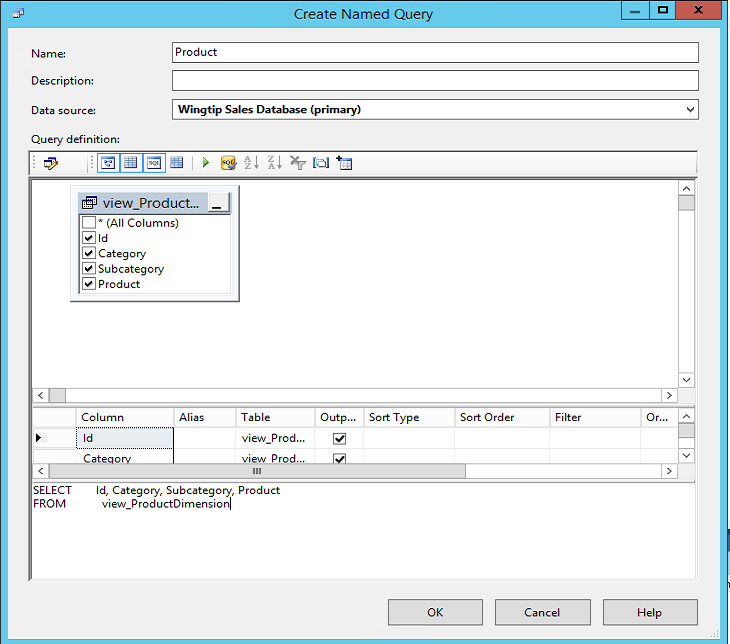 Create Named Query
Name: Product
Description:
Data source: Wingtip Sales Database (primary)
Query definition:
view_Product...
* (All Columns)
Id
Category
Subcategory
Product
Column Alias Table Outp... Sort Type Sort Order Filter Or...
Id view_Prod...
Category view_Prod...
SELECT Id, Category, Subcategory, Product
FROM view_ProductDimension
OK Cancel Help